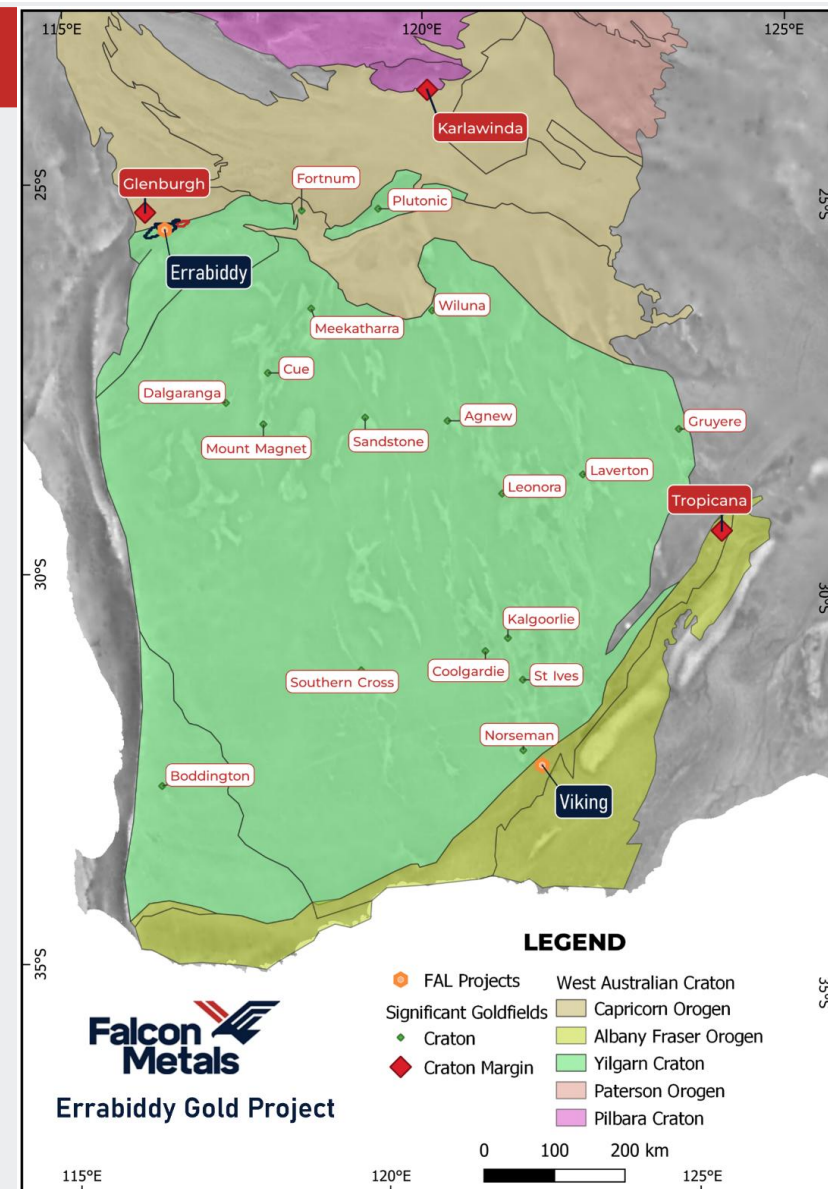 115°E
120°E
125°E
Karlawinda
25°S
25°S
Glenburgh
Fortnum
Plutonic
Errabiddy
Wiluna
Meekatharra
Cue
Dalgaranga
Agnew
Gruyere
Mount Magnet
Sandstone
Laverton
Leonora
Tropicana
30°S
30°S
Kalgoorlie
Coolgardie
St Ives
Southern Cross
Norseman
Boddington
Viking
35°S
35°S
LEGEND
FAL Projects
Significant Goldfields
Craton
Craton Margin
West Australian Craton
Capricorn Orogen
Albany Fraser Orogen
Yilgarn Craton
Paterson Orogen
Pilbara Craton
Falcon
Metals
Errabiddy Gold Project
0 100 200 km
115°E
120°E
125°E